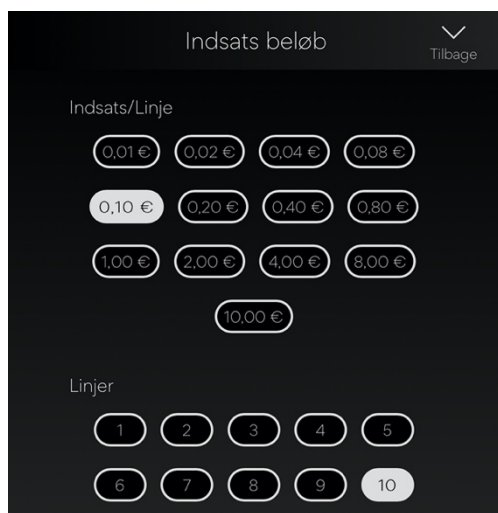 Indsats beløb
Tilbage
Indsats/Linje
0,01 € 0,02 € 0,04 € 0,08 €
0,10 € 0,20 € 0,40 € 0,80 €
1,00 € 2,00 € 4,00 € 8,00 €
10,00 €
Linjer
1 2 3 4 5
6 7 8 9 10